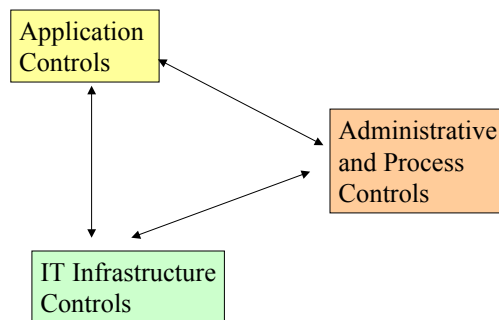 Application
Controls
Administrative
and Process
Controls
IT Infrastructure
Controls